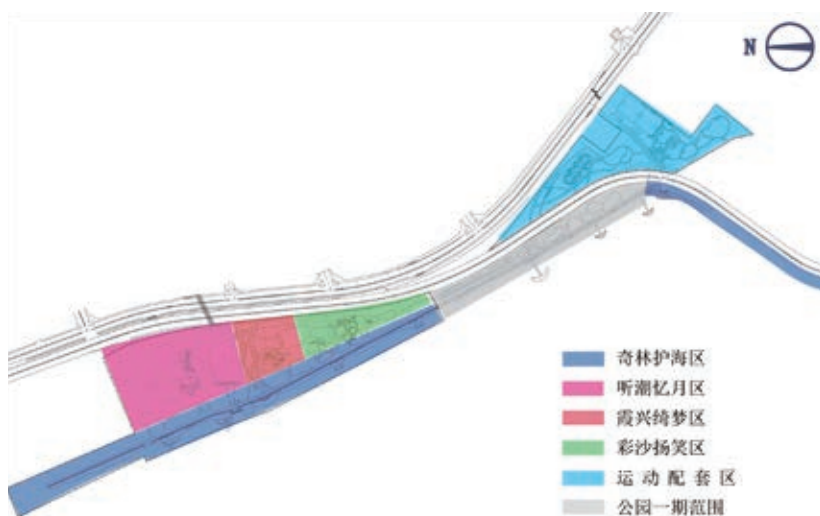 N
奇林护海区
听潮忆月区
霞兴绮梦区
彩沙扬笑区
运动配套区
公园一期范围